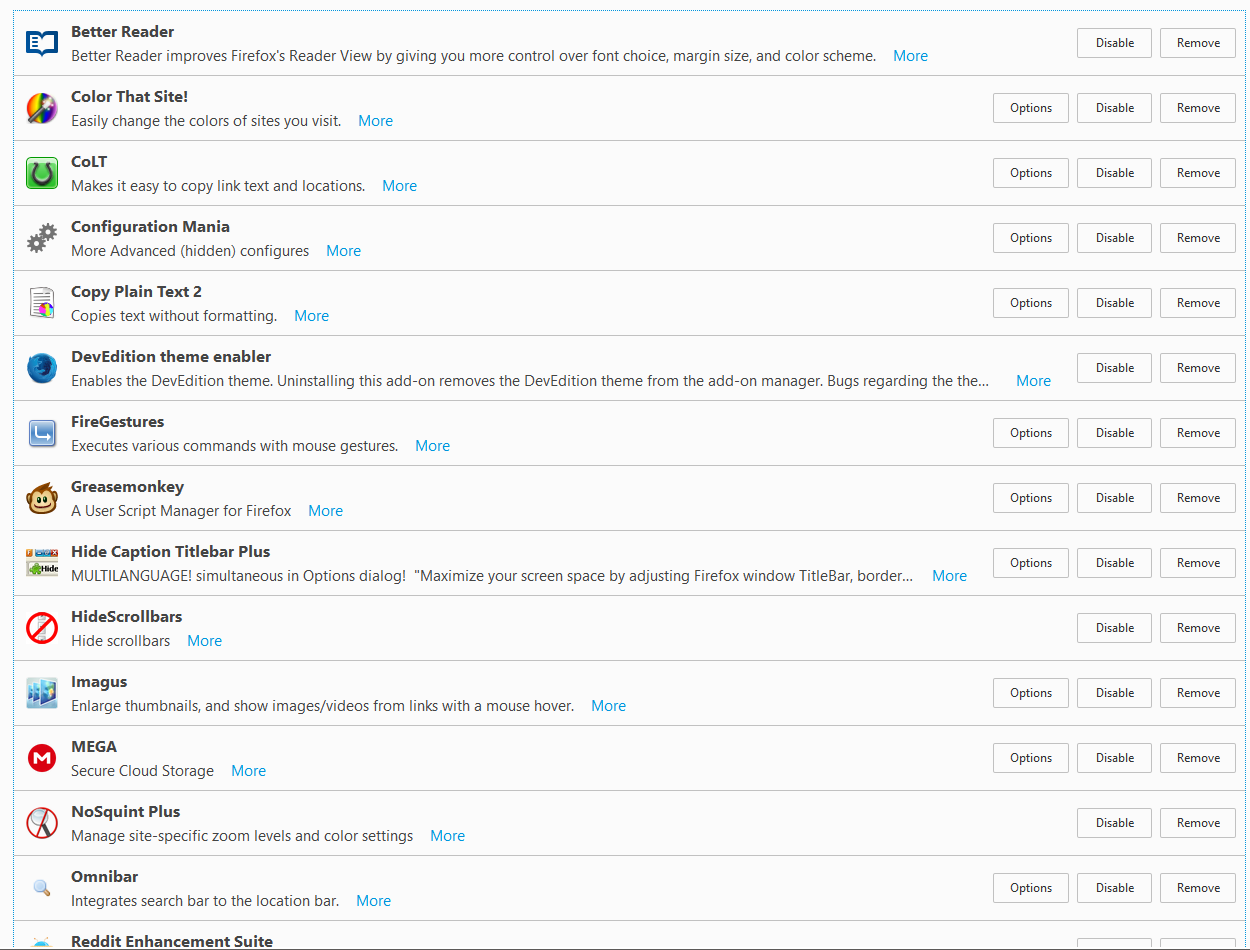 Better Reader
Better Reader improves Firefox's Reader View by giving you more control over font choice, margin size, and color scheme. More
Disable Remove
Color That Site!
Easily change the colors of sites you visit. More
Options Disable Remove
CoLT
Makes it easy to copy link text and locations. More
Options Disable Remove
Configuration Mania
More Advanced (hidden) configures More
Options Disable Remove
Copy Plain Text 2
Copies text without formatting. More
Options Disable Remove
DevEdition theme enabler
Enables the DevEdition theme. Uninstalling this add-on removes the DevEdition theme from the add-on manager. Bugs regarding the the... More
Disable Remove
FireGestures
Executes various commands with mouse gestures. More
Options Disable Remove
Greasemonkey
A User Script Manager for Firefox More
Options Disable Remove
Hide
Hide Caption Titlebar Plus
MULTILANGUAGE! simultaneous in Options dialog! "Maximize your screen space by adjusting Firefox window TitleBar, border... More
Options Disable Remove
HideScrollbars
Hide scrollbars More
Disable Remove
Imagus
Enlarge thumbnails, and show images/videos from links with a mouse hover. More
Options Disable Remove
M
MEGA
Secure Cloud Storage More
Options Disable Remove
NoSquint Plus
Manage site-specific zoom levels and color settings More
Disable Remove
Omnibar
Integrates search bar to the location bar. More
Options Disable Remove
Reddit Enhancement Suite